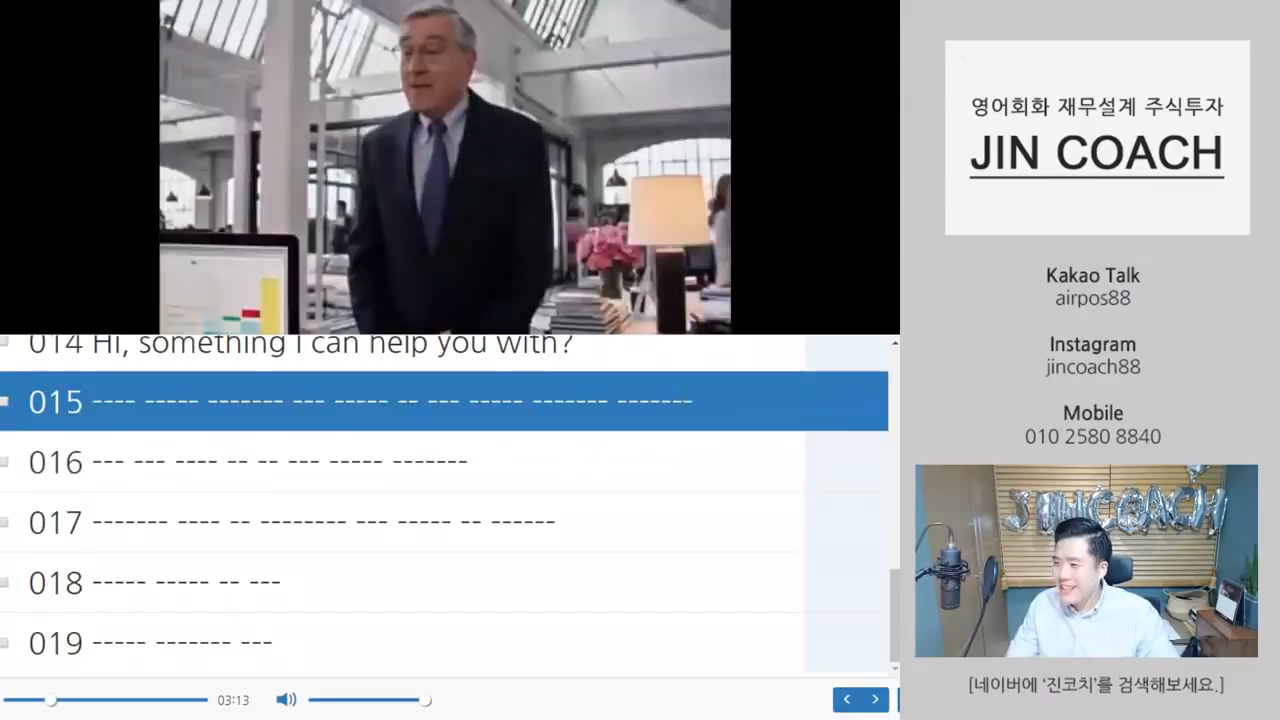 영어회화 재무설계 주식투자
JIN COACH
Kakao Talk
airpos88
Instagram
jincoach88
Mobile
010 2580 8840
JINCOACH
[네이버에 '진코치'를 검색해보세요.]
014 Hi, something I can help you with?
015 ---- ----- ------- --- ----- -- --- ----- ------- -------
016 --- --- ---- -- -- --- ----- -------
017 ------- ---- -- -------- --- ----- -- ------
018 ----- ----- -- ---
019 ----- ------- ---
03:13